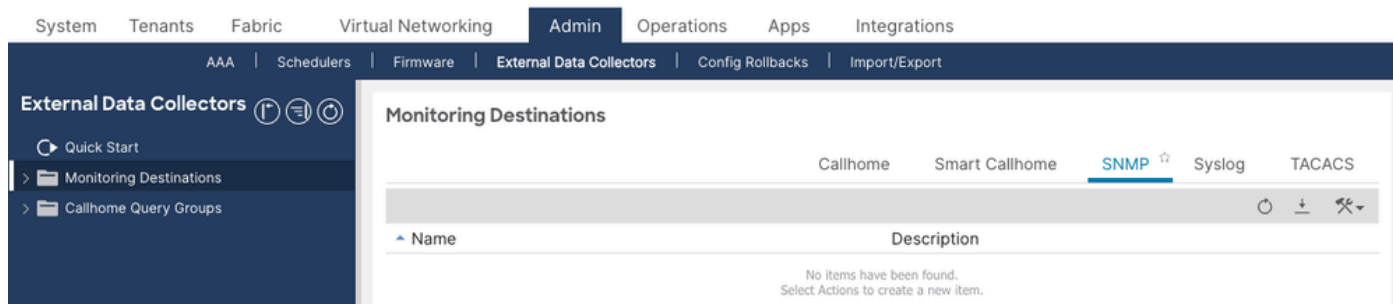 System Tenants Fabric Virtual Networking Admin Operations Apps Integrations
AAA | Schedulers | Firmware | External Data Collectors | Config Rollbacks | Import/Export
External Data Collectors
Quick Start
Monitoring Destinations
Callhome Query Groups
Monitoring Destinations
Callhome Smart Callhome SNMP Syslog TACACS
Name Description
No items have been found.
Select Actions to create a new item.